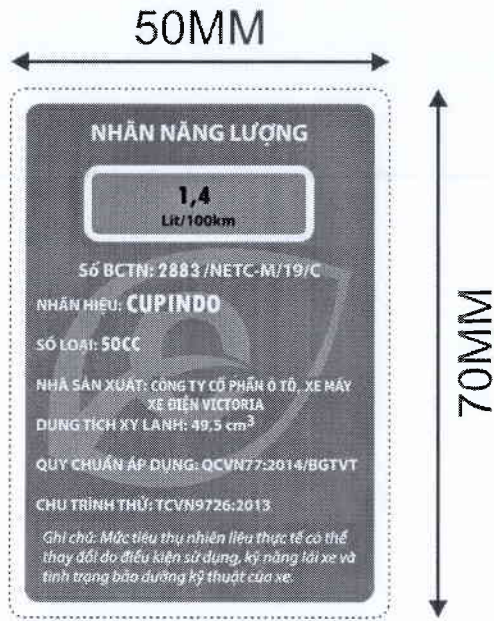 50MM
NHÃN NĂNG LƯỢNG
1,4
Lit/100km
Số BCTN: 2883 /NETC-M/19/C
NHÃN HIỆU: CUPINDO
SỐ LOẠI: 50CC
NHÀ SẢN XUẤT: CÔNG TY CỔ PHẦN Ô TÔ, XE MÁY
XE ĐIỆN VICTORIA
DUNG TÍCH XY LANH: 49,5 cm³
QUY CHUẨN ÁP DỤNG: QCVN77:2014/BGTVT
CHU TRÌNH THỬ: TCVN9726:2013
Ghi chú: Mức tiêu thụ nhiên liệu thực tế có thể
thay đổi do điều kiện sử dụng, kỹ năng lái xe và
tình trạng bảo dưỡng kỹ thuật của xe.
70MM